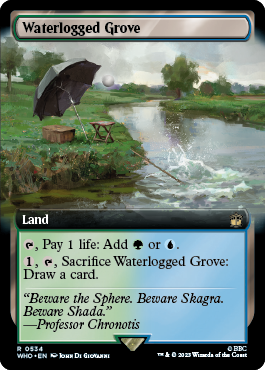 Waterlogged Grove
Land
, Pay 1 life: Add or .
1, , Sacrifice Waterlogged Grove:
Draw a card.
“Beware the Sphere. Beware Skagra.
Beware Shada.”
—Professor Chronotis
R 0534
WHO • EN John Di Giovanni
© BBC
™ & © 2023 Wizards of the Coast